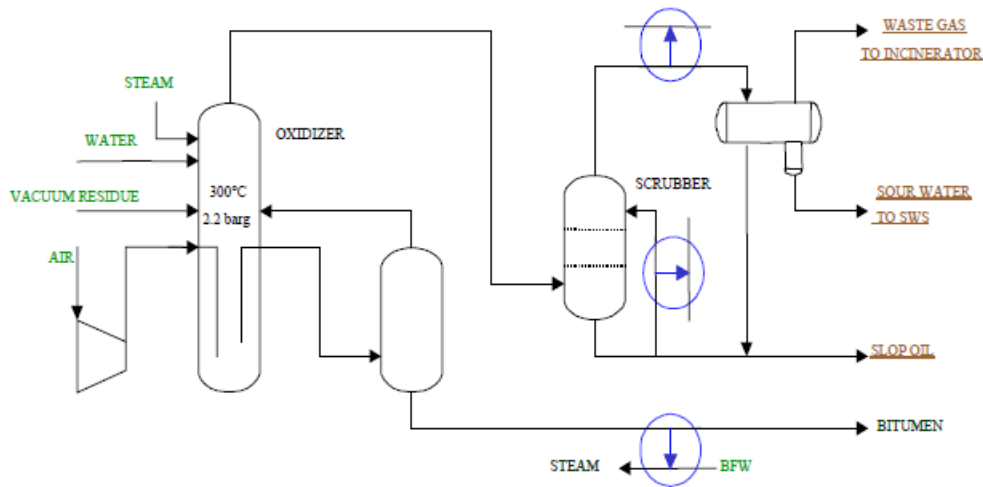 WASTE GAS
TO INCINERATOR
STEAM
OXIDIZER
WATER
SCRUBBER
300°C
VACUUM RESIDUE
2.2 barg
SOUR WATER
TO SWS
AIR
SLOP OIL
BITUMEN
STEAM
BFW